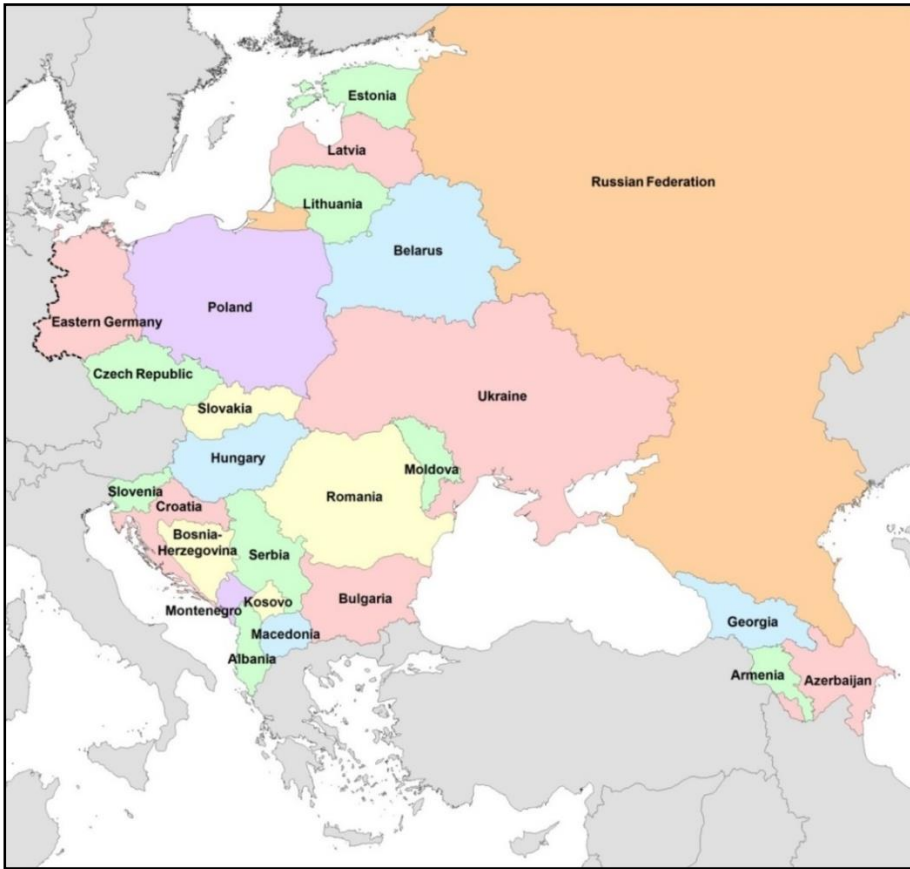 Estonia
Latvia
Russian Federation
Lithuania
Belarus
Poland
Eastern Germany
Czech Republic
Ukraine
Slovakia
Hungary
Moldova
Slovenia
Romania
Croatia
Bosnia-
Herzegovina
Serbia
Kosovo
Bulgaria
Montenegro
Georgia
Macedonia
Albania
Armenia
Azerbaijan